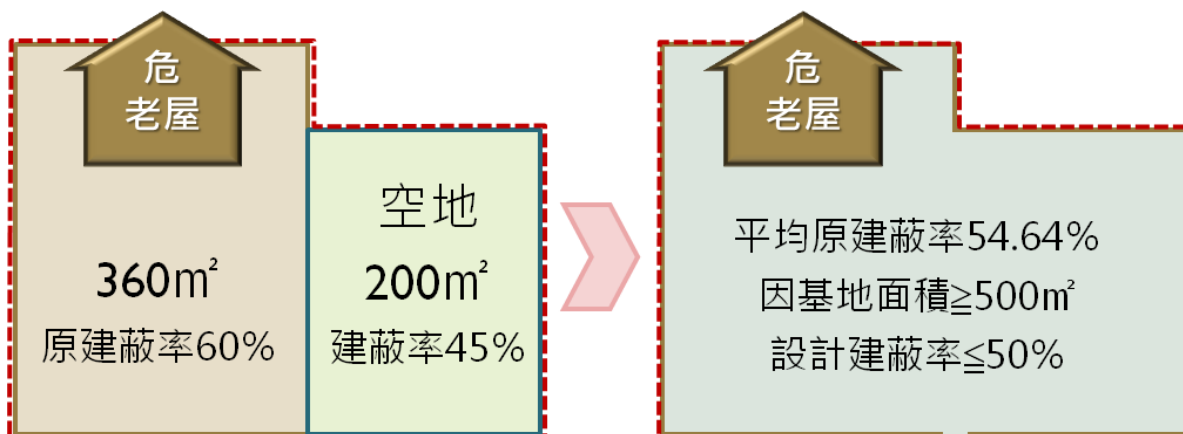 危
老屋
360㎡
原建蔽率60%
空地
200㎡
建蔽率45%
危
老屋
平均原建蔽率54.64%
因基地面積≧500㎡
設計建蔽率≦50%